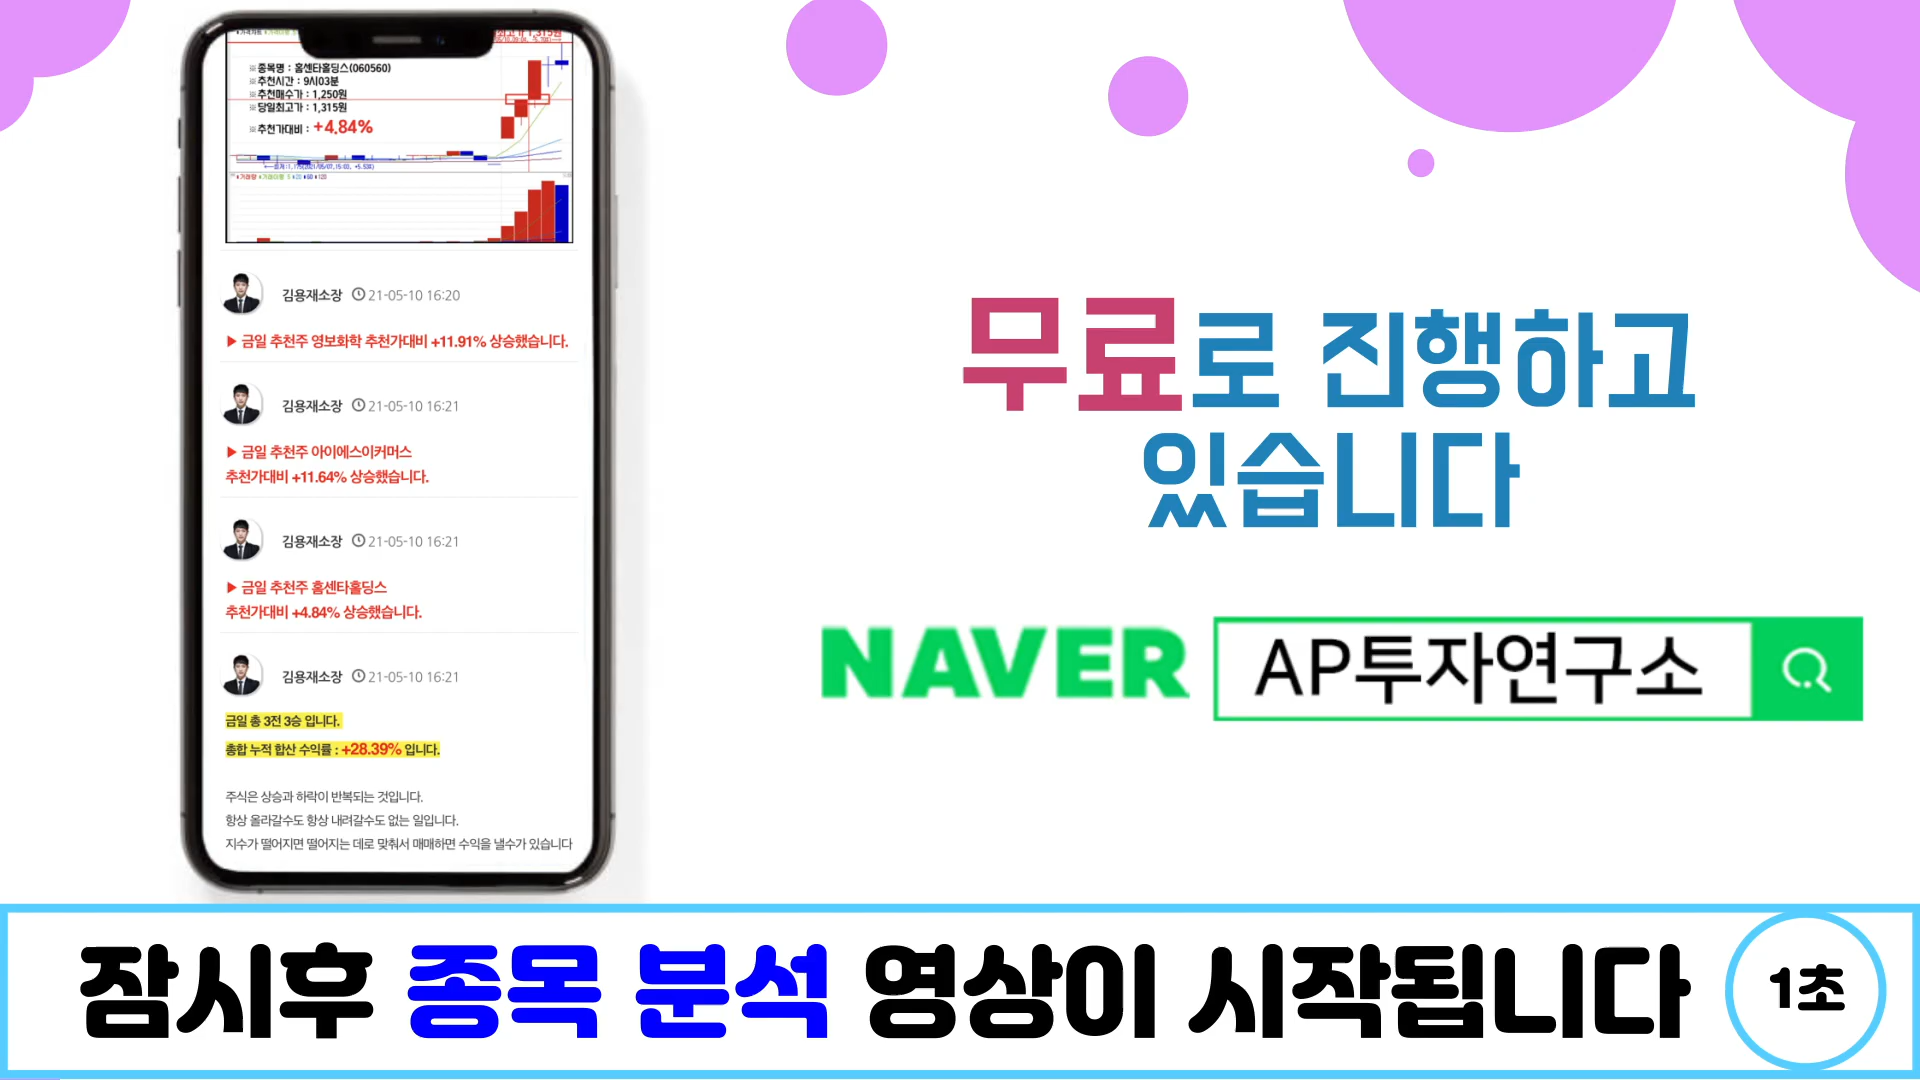 ※종목명 : 홈센타홀딩스(060560)
※추천시간 : 9시03분
※추천매수가 : 1,250원
※당일최고가 : 1,315원
※추천가대비 : +4.84%
김용재소장 21-05-10 16:20
▶ 금일 추천주 영보화학 추천가대비 +11.91% 상승했습니다.
김용재소장 21-05-10 16:21
▶ 금일 추천주 아이에스이커머스
추천가대비 +11.64% 상승했습니다.
김용재소장 21-05-10 16:21
▶ 금일 추천주 홈센타홀딩스
추천가대비 +4.84% 상승했습니다.
김용재소장 21-05-10 16:21
금일 총 3전 3승 입니다.
총합 누적 합산 수익률 : +28.39% 입니다.
주식은 상승과 하락이 반복되는 것입니다.
항상 올라갈수도 항상 내려갈수도 없는 일입니다.
지수가 떨어지면 떨어지는 데로 맞춰서 매매하면 수익을 낼수가 있습니다
무료로 진행하고
있습니다
NAVER AP투자연구소
잠시후 종목 분석 영상이 시작됩니다 1초